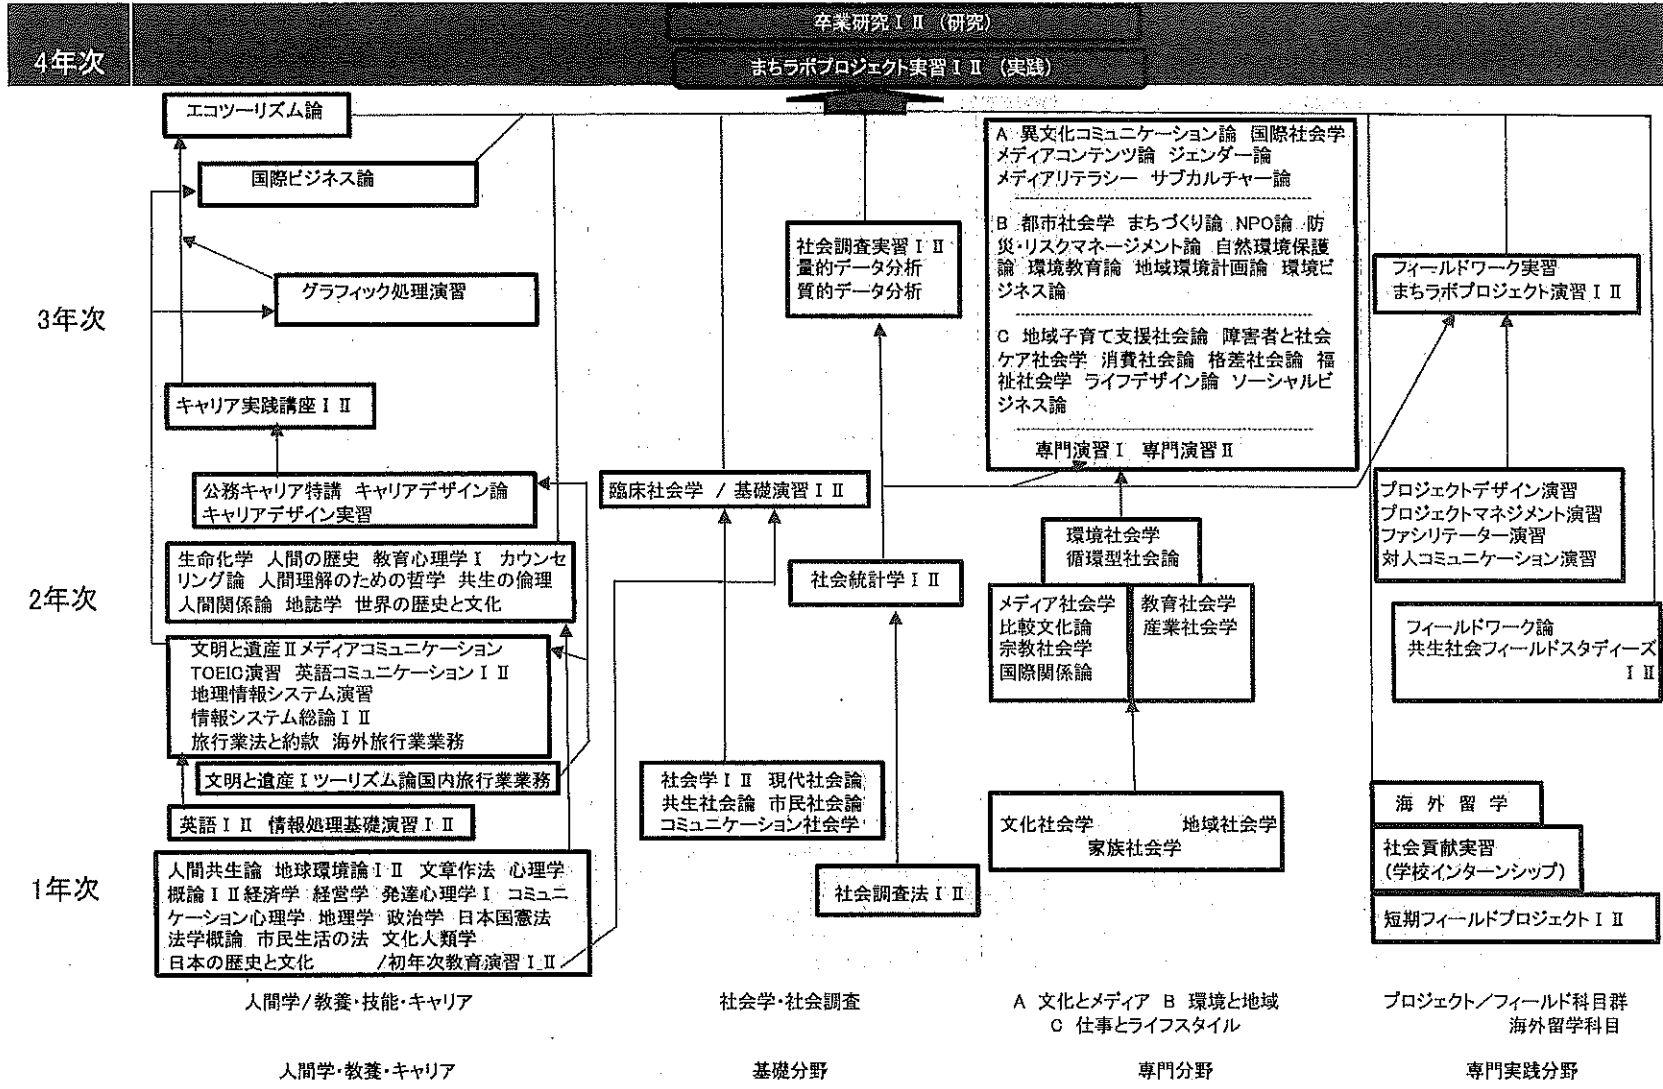 卒業研究ⅠⅡ (研究)
4年次
まちラボプロジェクト実習ⅠⅡ (実践)
エコツーリズム論
国際ビジネス論
グラフィック処理演習
3年次
キャリア実践講座ⅠⅡ
公務キャリア特講 キャリアデザイン論
キャリアデザイン実習
生命化学 人間の歴史 教育心理学Ⅰ カウンセ
リング論 人間理解のための哲学 共生の倫理
人間関係論 地誌学 世界の歴史と文化
2年次
文明と遺産Ⅱメディアコミュニケーション
TOEIC演習 英語コミュニケーションⅠⅡ
地理情報システム演習
情報システム総論ⅠⅡ
旅行業法と約款 海外旅行業業務
文明と遺産Ⅰツーリズム論国内旅行業業務
英語ⅠⅡ 情報処理基礎演習ⅠⅡ
1年次
人間共生論 地球環境論ⅠⅡ 文章作法 心理学
概論ⅠⅡ経済学 経営学 発達心理学Ⅰ コミュニ
ケーション心理学 地理学 政治学 日本国憲法
法学概論 市民生活の法 文化人類学
日本の歴史と文化 /初年次教育演習ⅠⅡ
社会調査実習ⅠⅡ
量的データ分析
質的データ分析
臨床社会学 / 基礎演習ⅠⅡ
社会統計学ⅠⅡ
社会学ⅠⅡ 現代社会論
共生社会論 市民社会論
コミュニケーション社会学
社会調査法ⅠⅡ
A 異文化コミュニケーション論 国際社会学
メディアコンテンツ論 ジェンダー論
メディアリテラシー サブカルチャー論
B 都市社会学 まちづくり論 NPO論 防
災・リスクマネージメント論 自然環境保護
論 環境教育論 地域環境計画論 環境ビ
ジネス論
C 地域子育て支援社会論 障害者と社会
ケア社会学 消費社会論 格差社会論 福
祉社会学 ライフデザイン論 ソーシャルビ
ジネス論
専門演習Ⅰ 専門演習Ⅱ
環境社会学
循環型社会論
メディア社会学
比較文化論
宗教社会学
国際関係論
教育社会学
産業社会学
文化社会学 地域社会学
家族社会学
フィールドワーク実習
まちラボプロジェクト演習ⅠⅡ
プロジェクトデザイン演習
プロジェクトマネジメント演習
ファシリテーター演習
対人コミュニケーション演習
フィールドワーク論
共生社会フィールドスタディーズ
ⅠⅡ
海 外 留 学
社会貢献実習
(学校インターンシップ)
短期フィールドプロジェクトⅠⅡ
人間学/教養・技能・キャリア
社会学・社会調査
A 文化とメディア B 環境と地域
C 仕事とライフスタイル
プロジェクト/フィールド科目群
海外留学科目
人間学・教養・キャリア
基礎分野
専門分野
専門実践分野